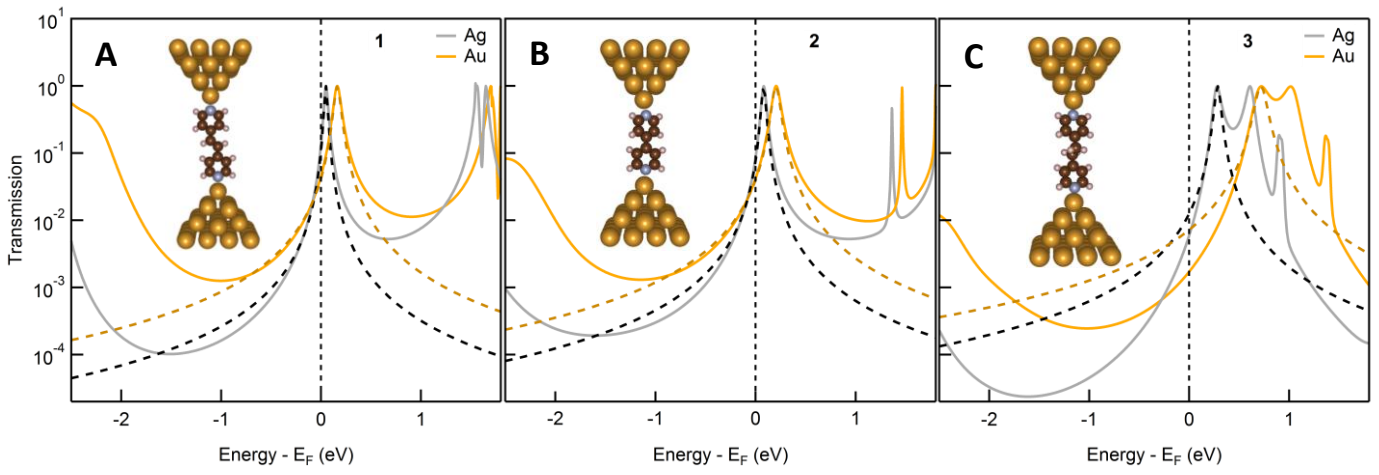 A
1
Ag
Au
B
2
Ag
Au
C
3
Ag
Au
Transmission
10^1
10^0
10^-1
10^-2
10^-3
10^-4
-2
-1
0
1
-2
-1
0
1
-2
-1
0
1
Energy - E_F (eV)
Energy - E_F (eV)
Energy - E_F (eV)